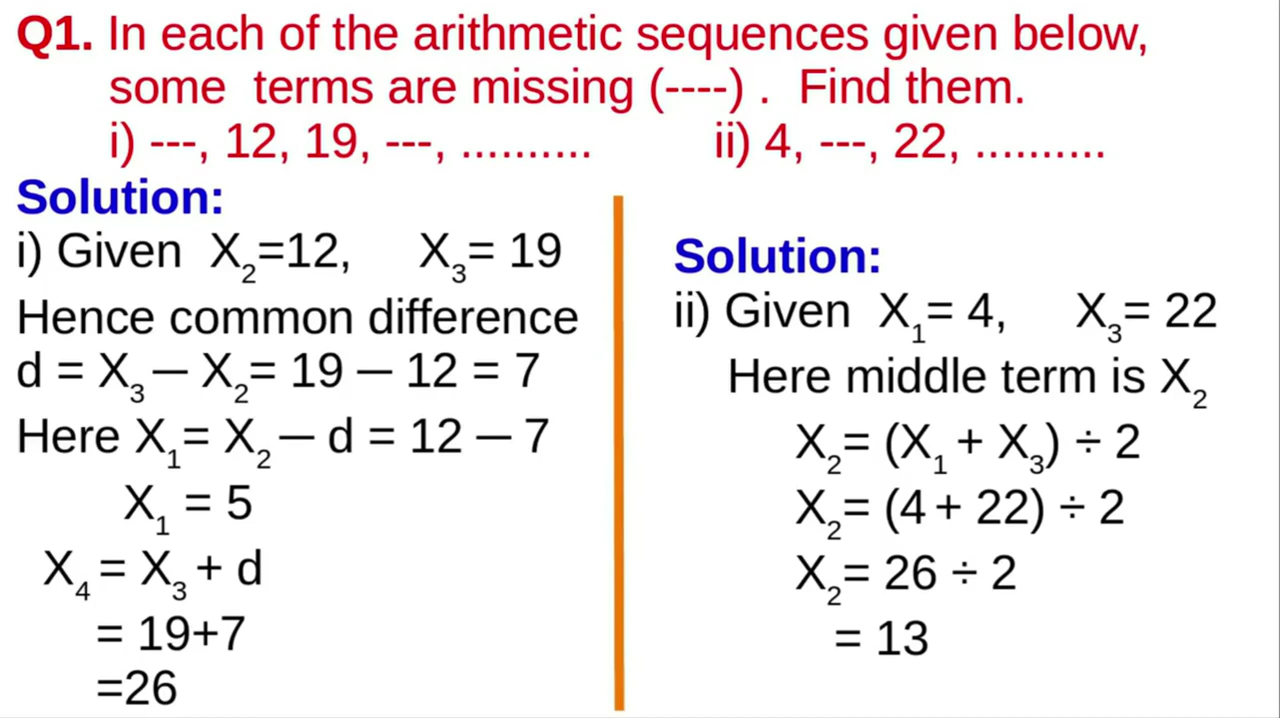 Q1. In each of the arithmetic sequences given below,
some terms are missing (----) . Find them.
i) ---, 12, 19, ---, .......... ii) 4, ---, 22, ..........
Solution:
i) Given X₂=12, X₃= 19
Hence common difference
d = X₃ – X₂= 19 – 12 = 7
Here X₁= X₂ – d = 12 – 7
X₁ = 5
X₄ = X₃ + d
= 19+7
=26
Solution:
ii) Given X₁= 4, X₃= 22
Here middle term is X₂
X₂= (X₁ + X₃) ÷ 2
X₂= (4 + 22) ÷ 2
X₂= 26 ÷ 2
= 13